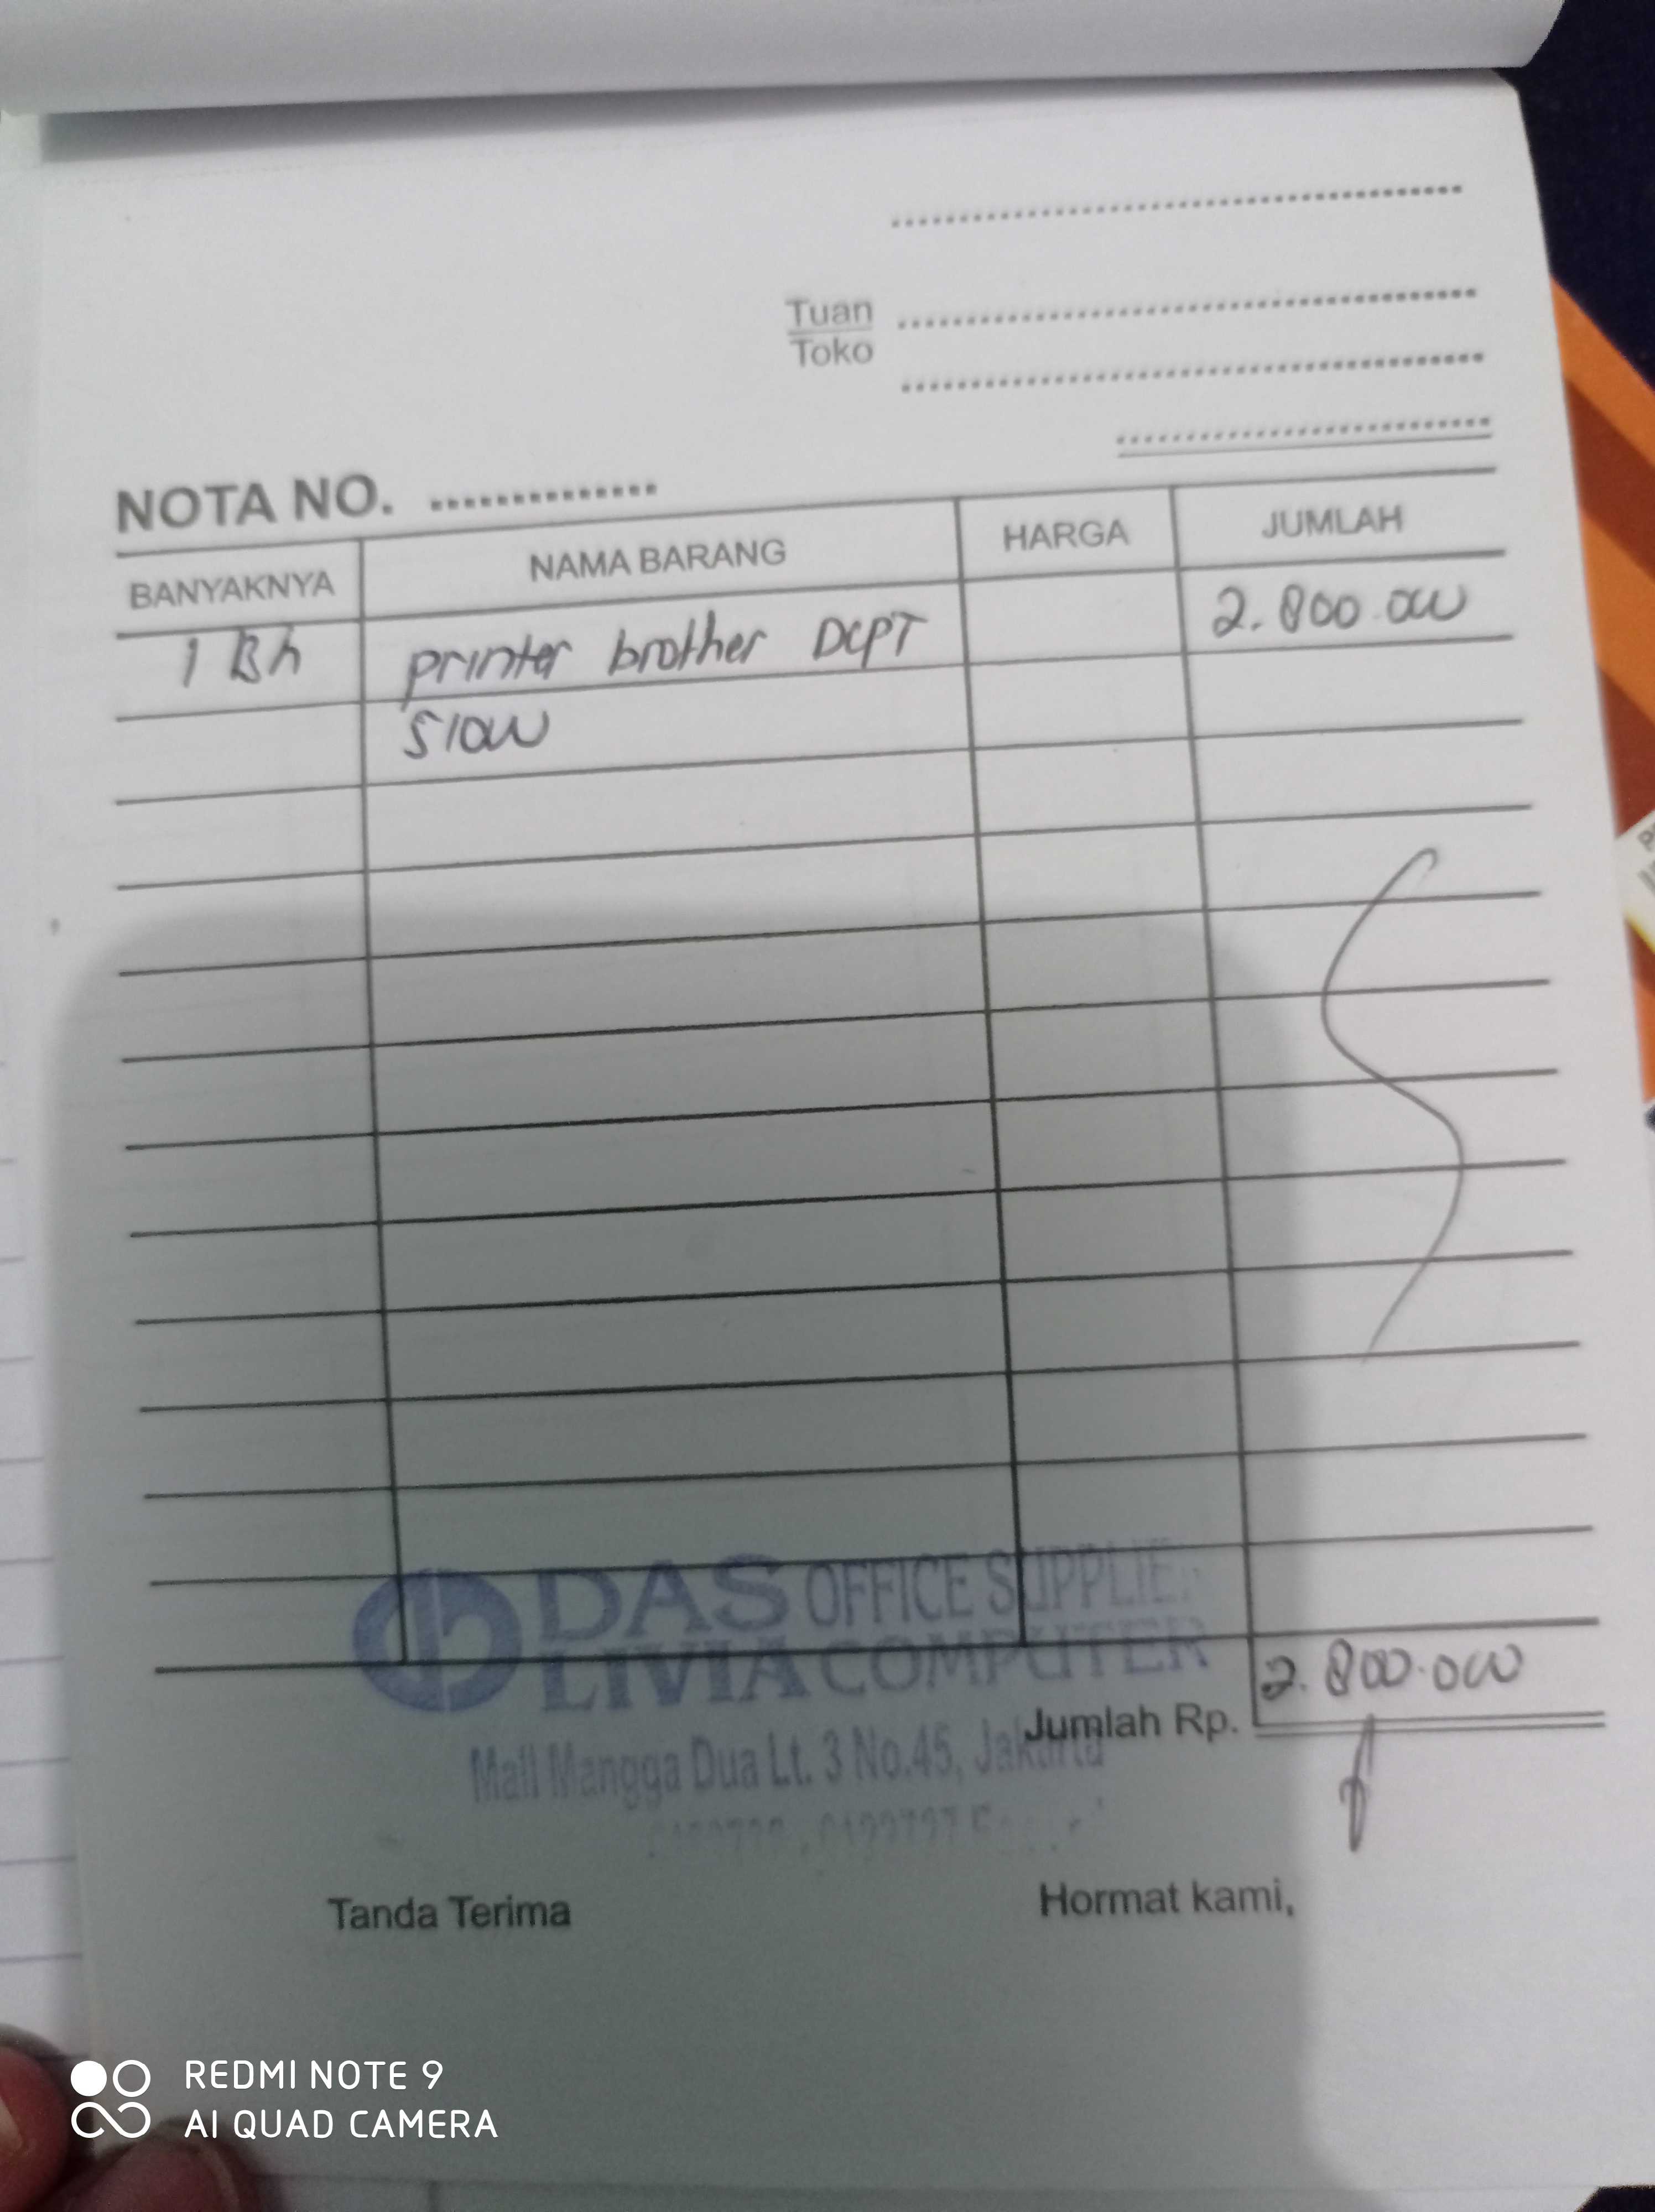 Tuan
Toko
NOTA NO. ..............
BANYAKNYA NAMA BARANG HARGA JUMLAH
1 Bh printer brother DCPT 2.800.000
510W
DAS OFFICE SUPPLIER
LIVIA COMPUTER
Jumlah Rp. 2.800.000
Mall Mangga Dua Lt. 3 No.45, Jakarta
Tanda Terima Hormat kami,
REDMI NOTE 9
AI QUAD CAMERA